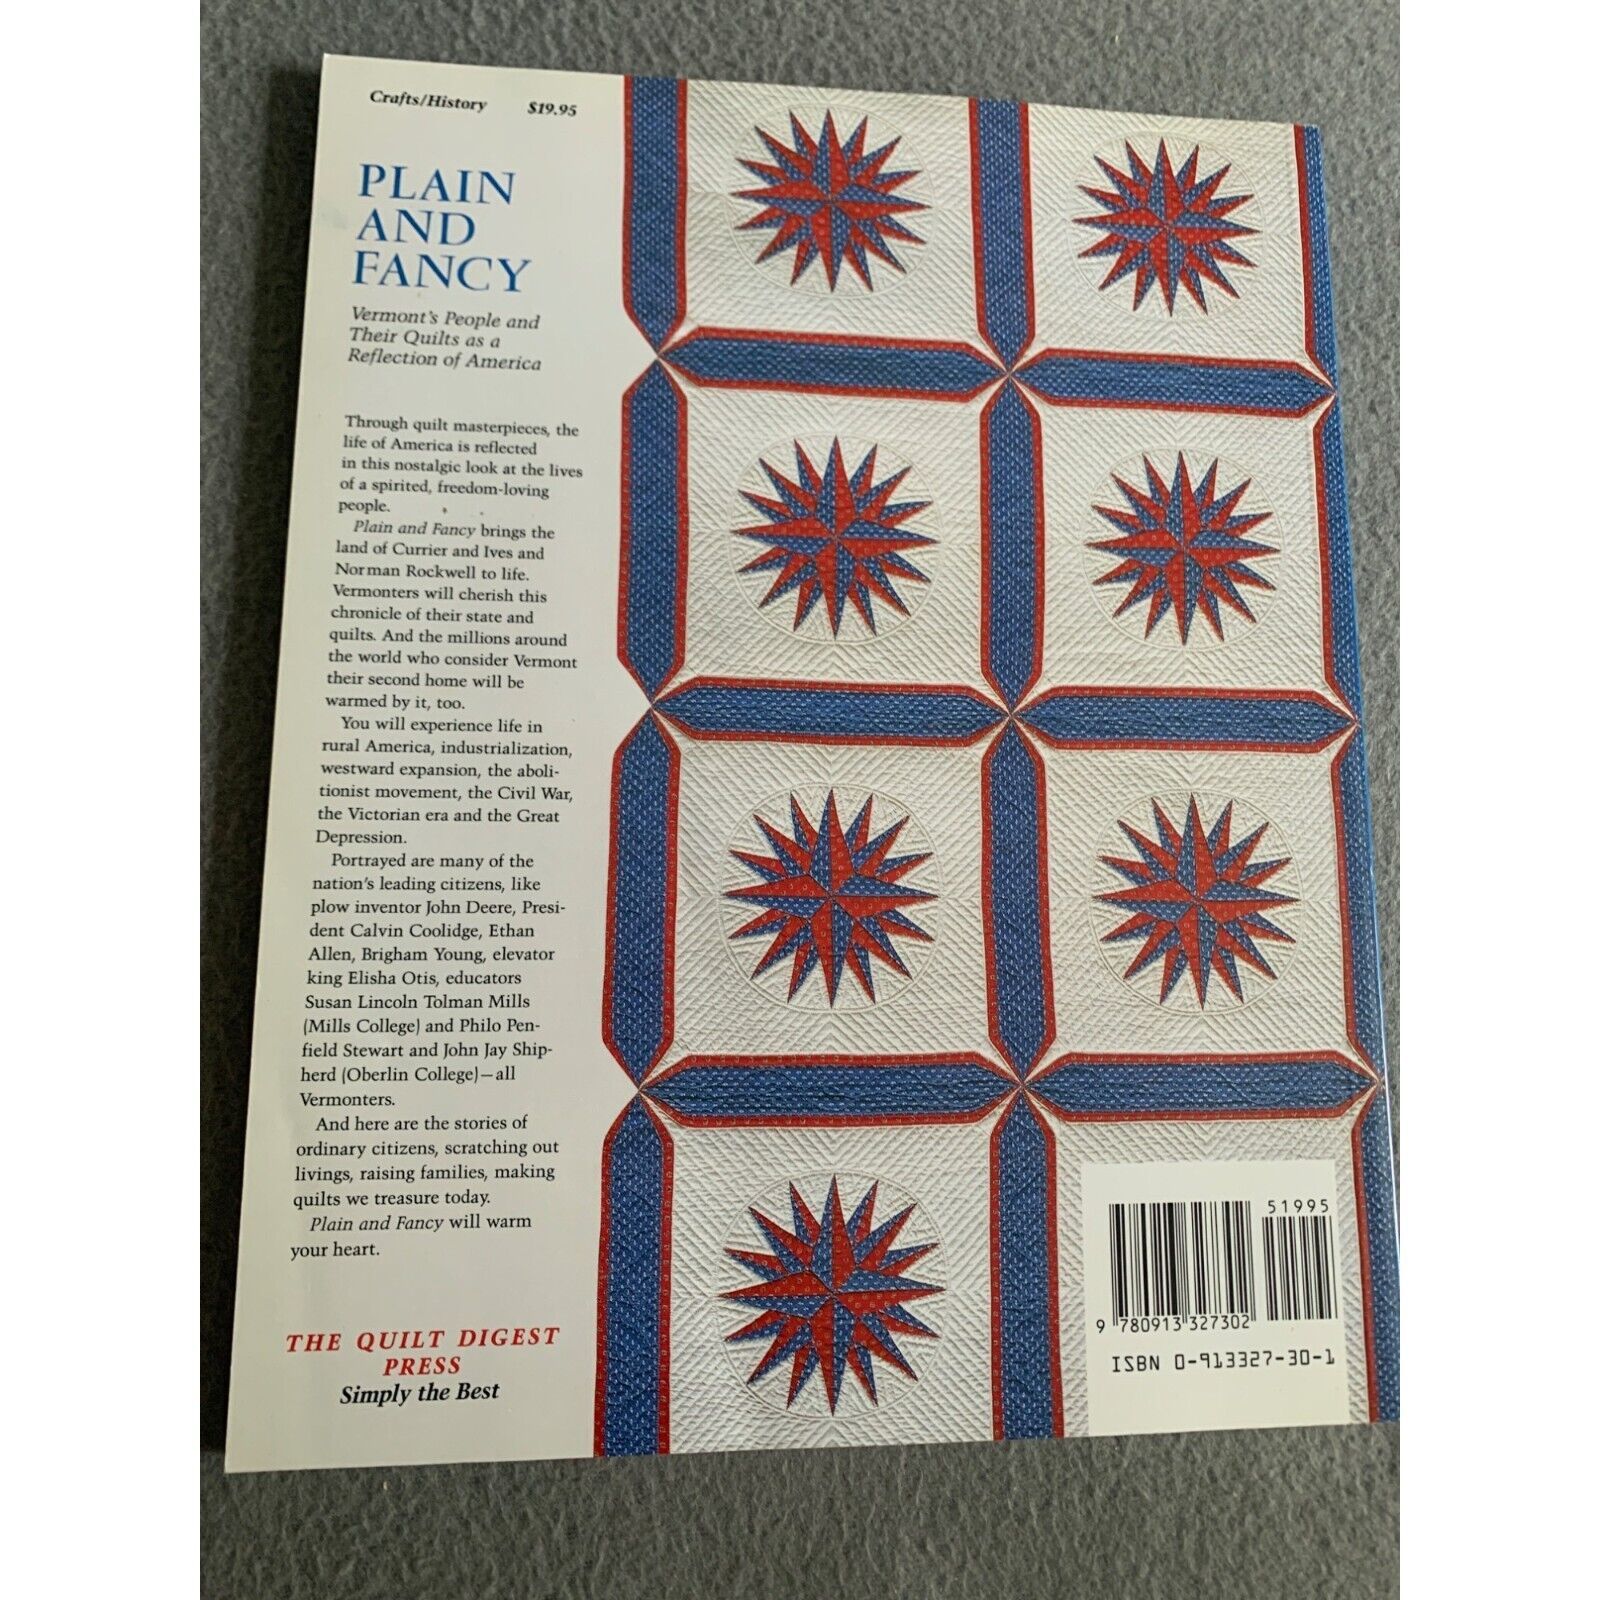 Crafts/History $19.95
PLAIN
AND
FANCY
Vermont's People and
Their Quilts as a
Reflection of America
Through quilt masterpieces, the
life of America is reflected
in this nostalgic look at the lives
of a spirited, freedom-loving
people.
Plain and Fancy brings the
land of Currier and Ives and
Norman Rockwell to life.
Vermonters will cherish this
chronicle of their state and
quilts. And the millions around
the world who consider Vermont
their second home will be
warmed by it, too.
You will experience life in
rural America, industrialization,
westward expansion, the aboli-
tionist movement, the Civil War,
the Victorian era and the Great
Depression.
Portrayed are many of the
nation's leading citizens, like
plow inventor John Deere, Presi-
dent Calvin Coolidge, Ethan
Allen, Brigham Young, elevator
king Elisha Otis, educators
Susan Lincoln Tolman Mills
(Mills College) and Philo Pen-
field Stewart and John Jay Ship-
herd (Oberlin College)—all
Vermonters.
And here are the stories of
ordinary citizens, scratching out
livings, raising families, making
quilts we treasure today.
Plain and Fancy will warm
your heart.
THE QUILT DIGEST
PRESS
Simply the Best
51995
9 780913 327302
ISBN 0-913327-30-1